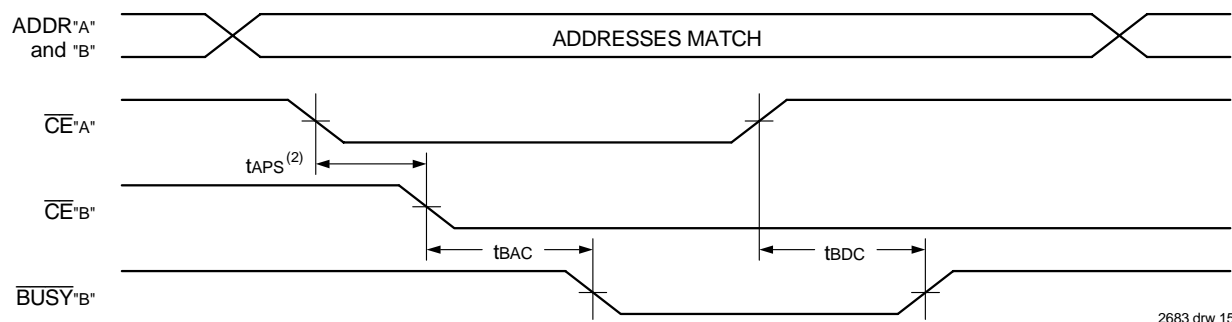 ADDR"A"
and "B"
ADDRESSES MATCH
CE"A"
tAPS(2)
CE"B"
tBAC
tBDC
BUSY"B"
2683 drw 15